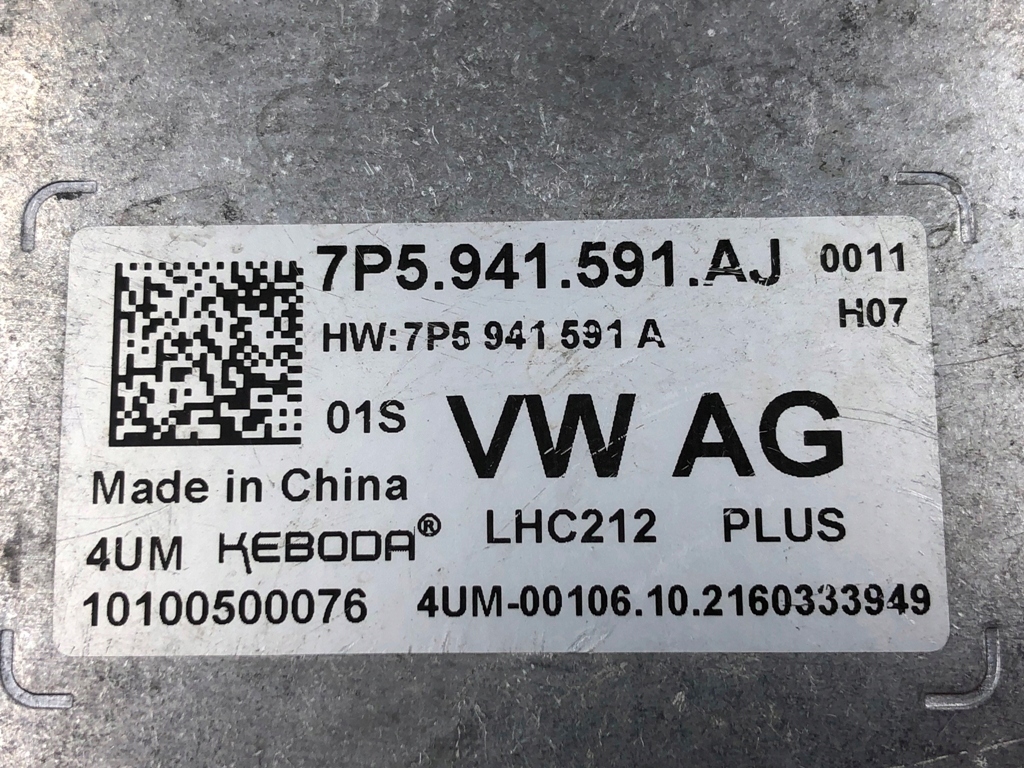 7P5.941.591.AJ 0011
HW:7P5 941 591 A H07
01S VW AG
Made in China
4UM KEBODA® LHC212 PLUS
10100500076 4UM-00106.10.2160333949